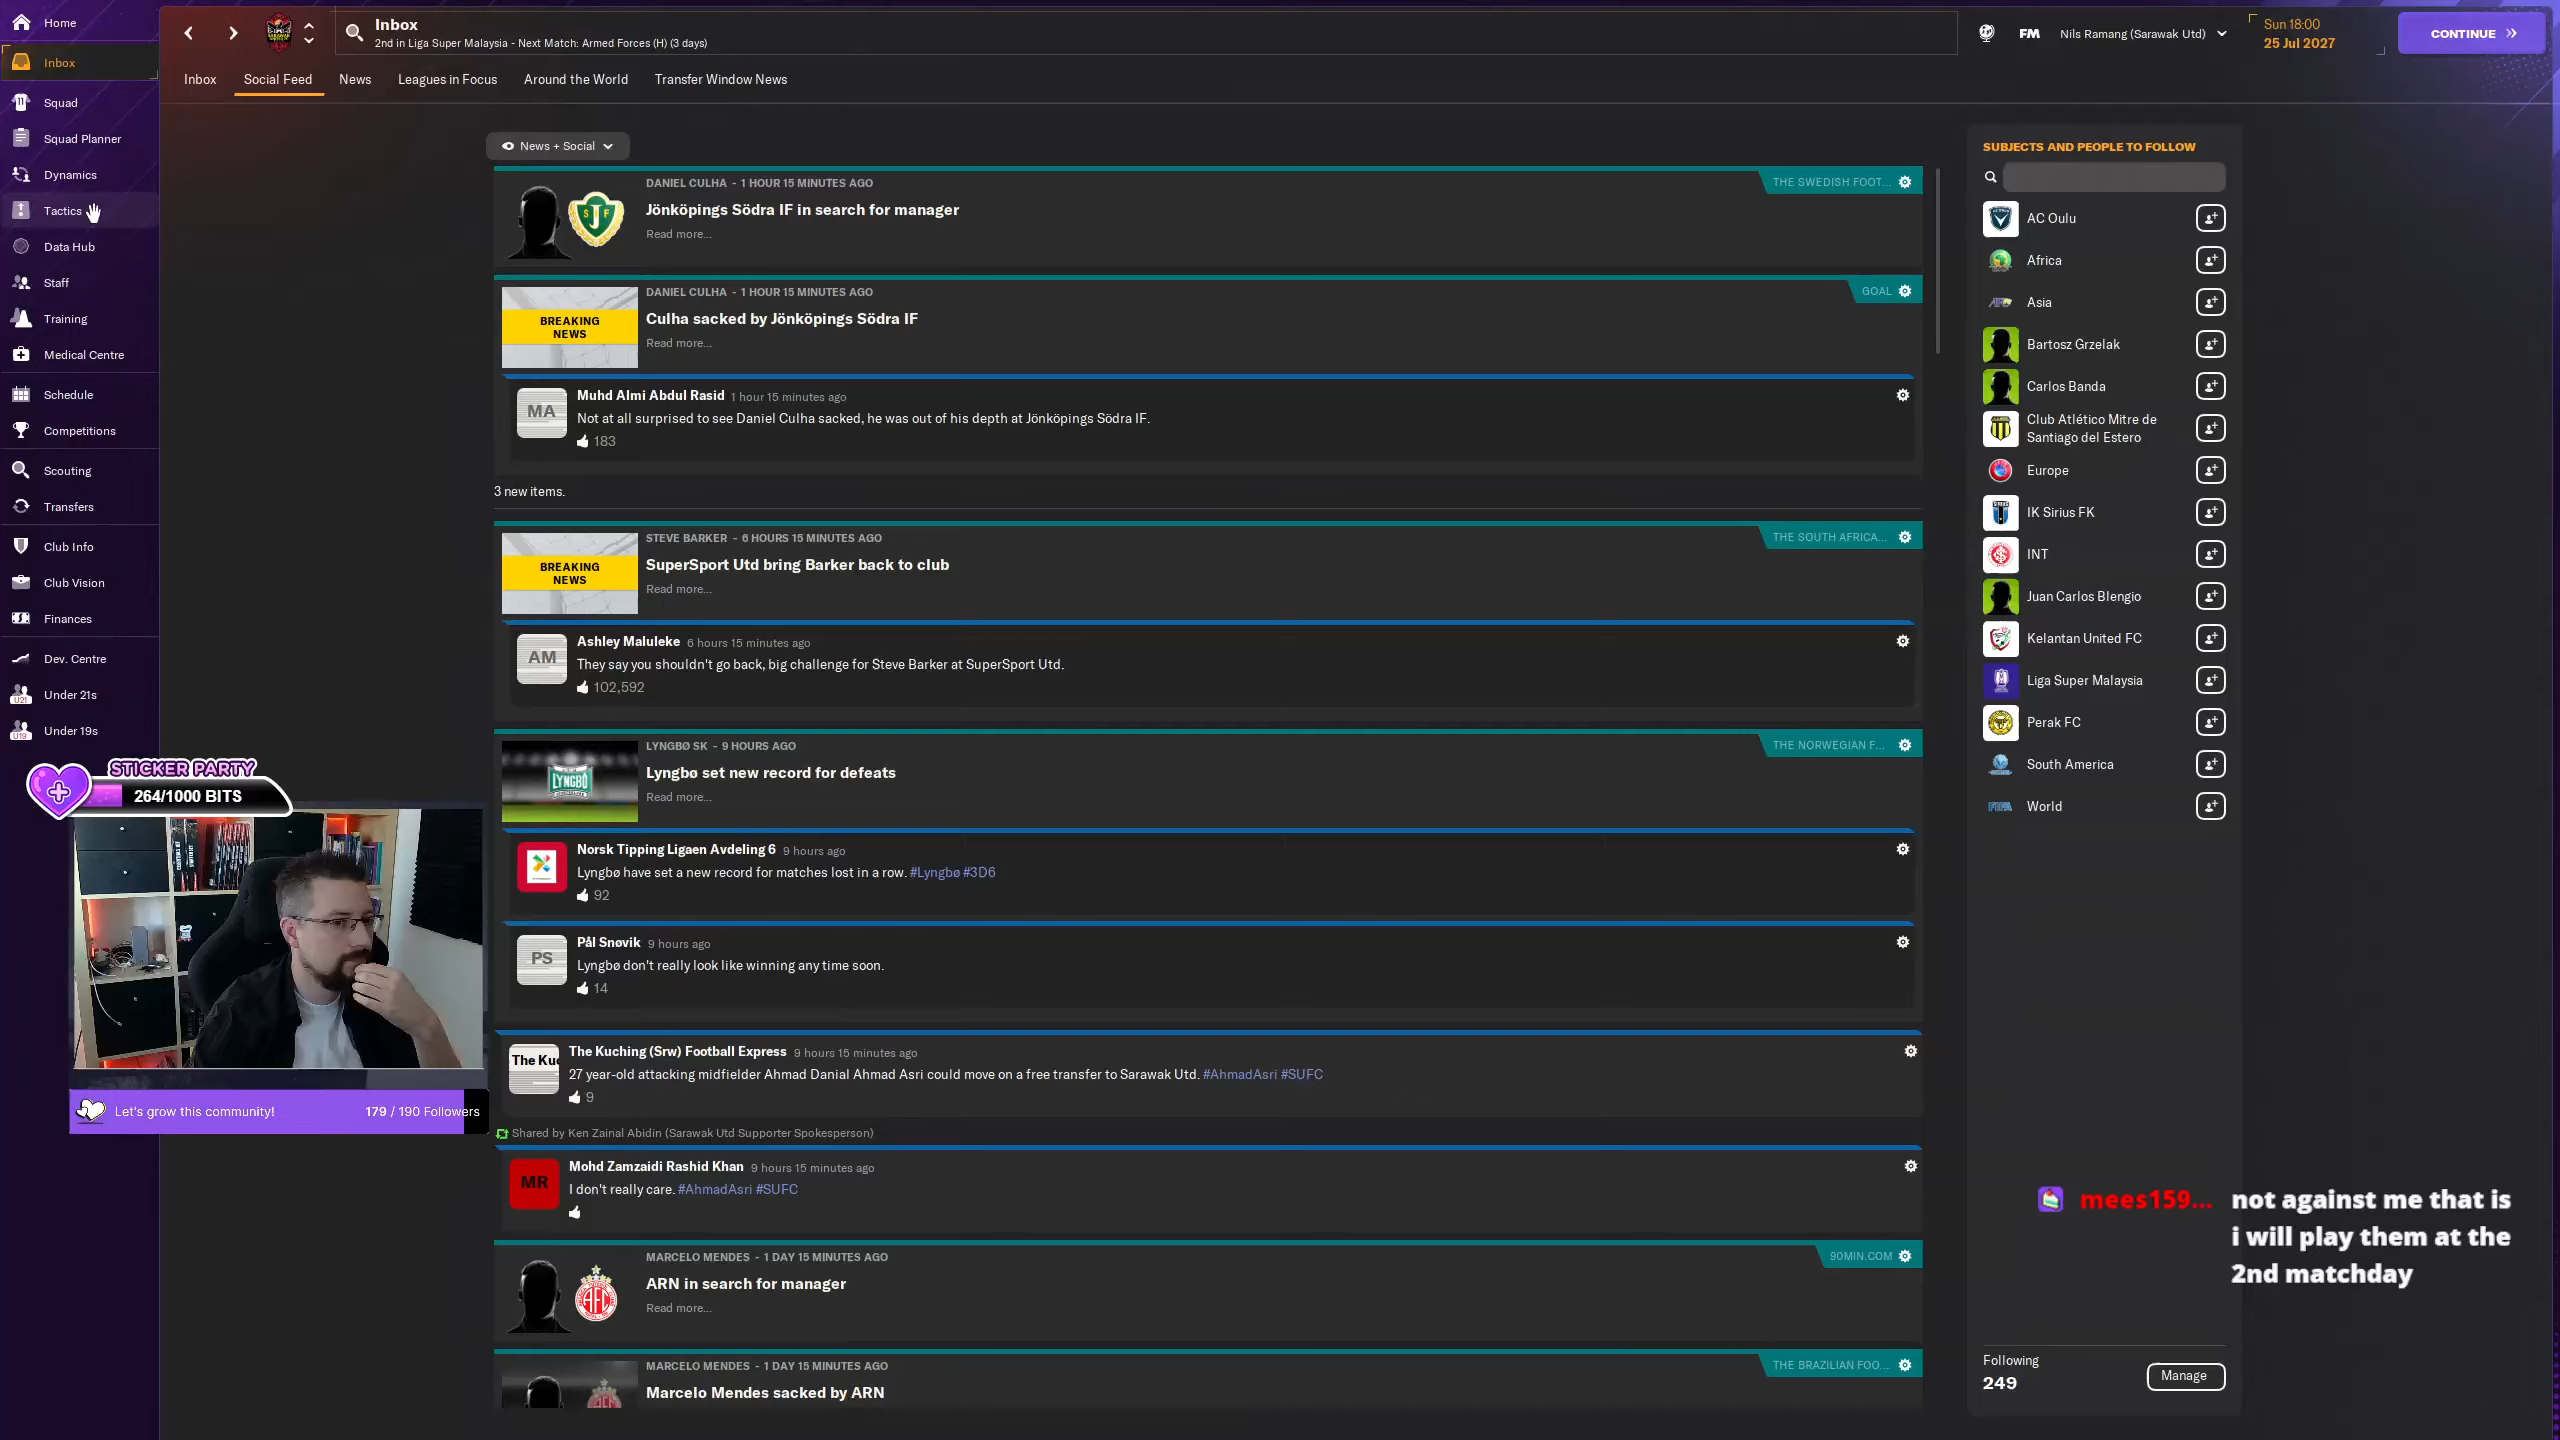 Home
Inbox
Squad
Squad Planner
Dynamics
Tactics
Data Hub
Staff
Training
Medical Centre
Schedule
Competitions
Scouting
Transfers
Club Info
Club Vision
Finances
Dev. Centre
Under 21s
Under 19s
Inbox
2nd in Liga Super Malaysia - Next Match: Armed Forces (H) (3 days)
FM
Nils Ramang (Sarawak Utd)
Sun 18:00
25 Jul 2027
CONTINUE
Inbox
Social Feed
News
Leagues in Focus
Around the World
Transfer Window News
News + Social
DANIEL CULHA - 1 HOUR 15 MINUTES AGO
THE SWEDISH FOOT...
Jönköpings Södra IF in search for manager
Read more...
DANIEL CULHA - 1 HOUR 15 MINUTES AGO
GOAL
BREAKING
NEWS
Culha sacked by Jönköpings Södra IF
Read more...
MA
Muhd Almi Abdul Rasid 1 hour 15 minutes ago
Not at all surprised to see Daniel Culha sacked, he was out of his depth at Jönköpings Södra IF.
183
3 new items.
STEVE BARKER - 6 HOURS 15 MINUTES AGO
THE SOUTH AFRICA...
BREAKING
NEWS
SuperSport Utd bring Barker back to club
Read more...
AM
Ashley Maluleke 6 hours 15 minutes ago
They say you shouldn't go back, big challenge for Steve Barker at SuperSport Utd.
102,592
LYNGBØ SK - 9 HOURS AGO
THE NORWEGIAN F...
LYNGBØ
Lyngbø set new record for defeats
Read more...
Norsk Tipping Ligaen Avdeling 6 9 hours ago
Lyngbø have set a new record for matches lost in a row. #Lyngbø #3D6
92
PS
Pål Snøvik 9 hours ago
Lyngbø don't really look like winning any time soon.
14
The Kuc
The Kuching (Srw) Football Express 9 hours 15 minutes ago
27 year-old attacking midfielder Ahmad Danial Ahmad Asri could move on a free transfer to Sarawak Utd. #AhmadAsri #SUFC
9
Shared by Ken Zainal Abidin (Sarawak Utd Supporter Spokesperson)
MR
Mohd Zamzaidi Rashid Khan 9 hours 15 minutes ago
I don't really care. #AhmadAsri #SUFC
MARCELO MENDES - 1 DAY 15 MINUTES AGO
90MIN.COM
ARN in search for manager
Read more...
MARCELO MENDES - 1 DAY 15 MINUTES AGO
THE BRAZILIAN FOO...
Marcelo Mendes sacked by ARN
SUBJECTS AND PEOPLE TO FOLLOW
AC Oulu
Africa
Asia
Bartosz Grzelak
Carlos Banda
Club Atlético Mitre de
Santiago del Estero
Europe
IK Sirius FK
INT
Juan Carlos Blengio
Kelantan United FC
Liga Super Malaysia
Perak FC
South America
World
Following
249
Manage
STICKER PARTY
264/1000 BITS
Let's grow this community!
179 / 190 Followers
mees159... not against me that is
i will play them at the
2nd matchday